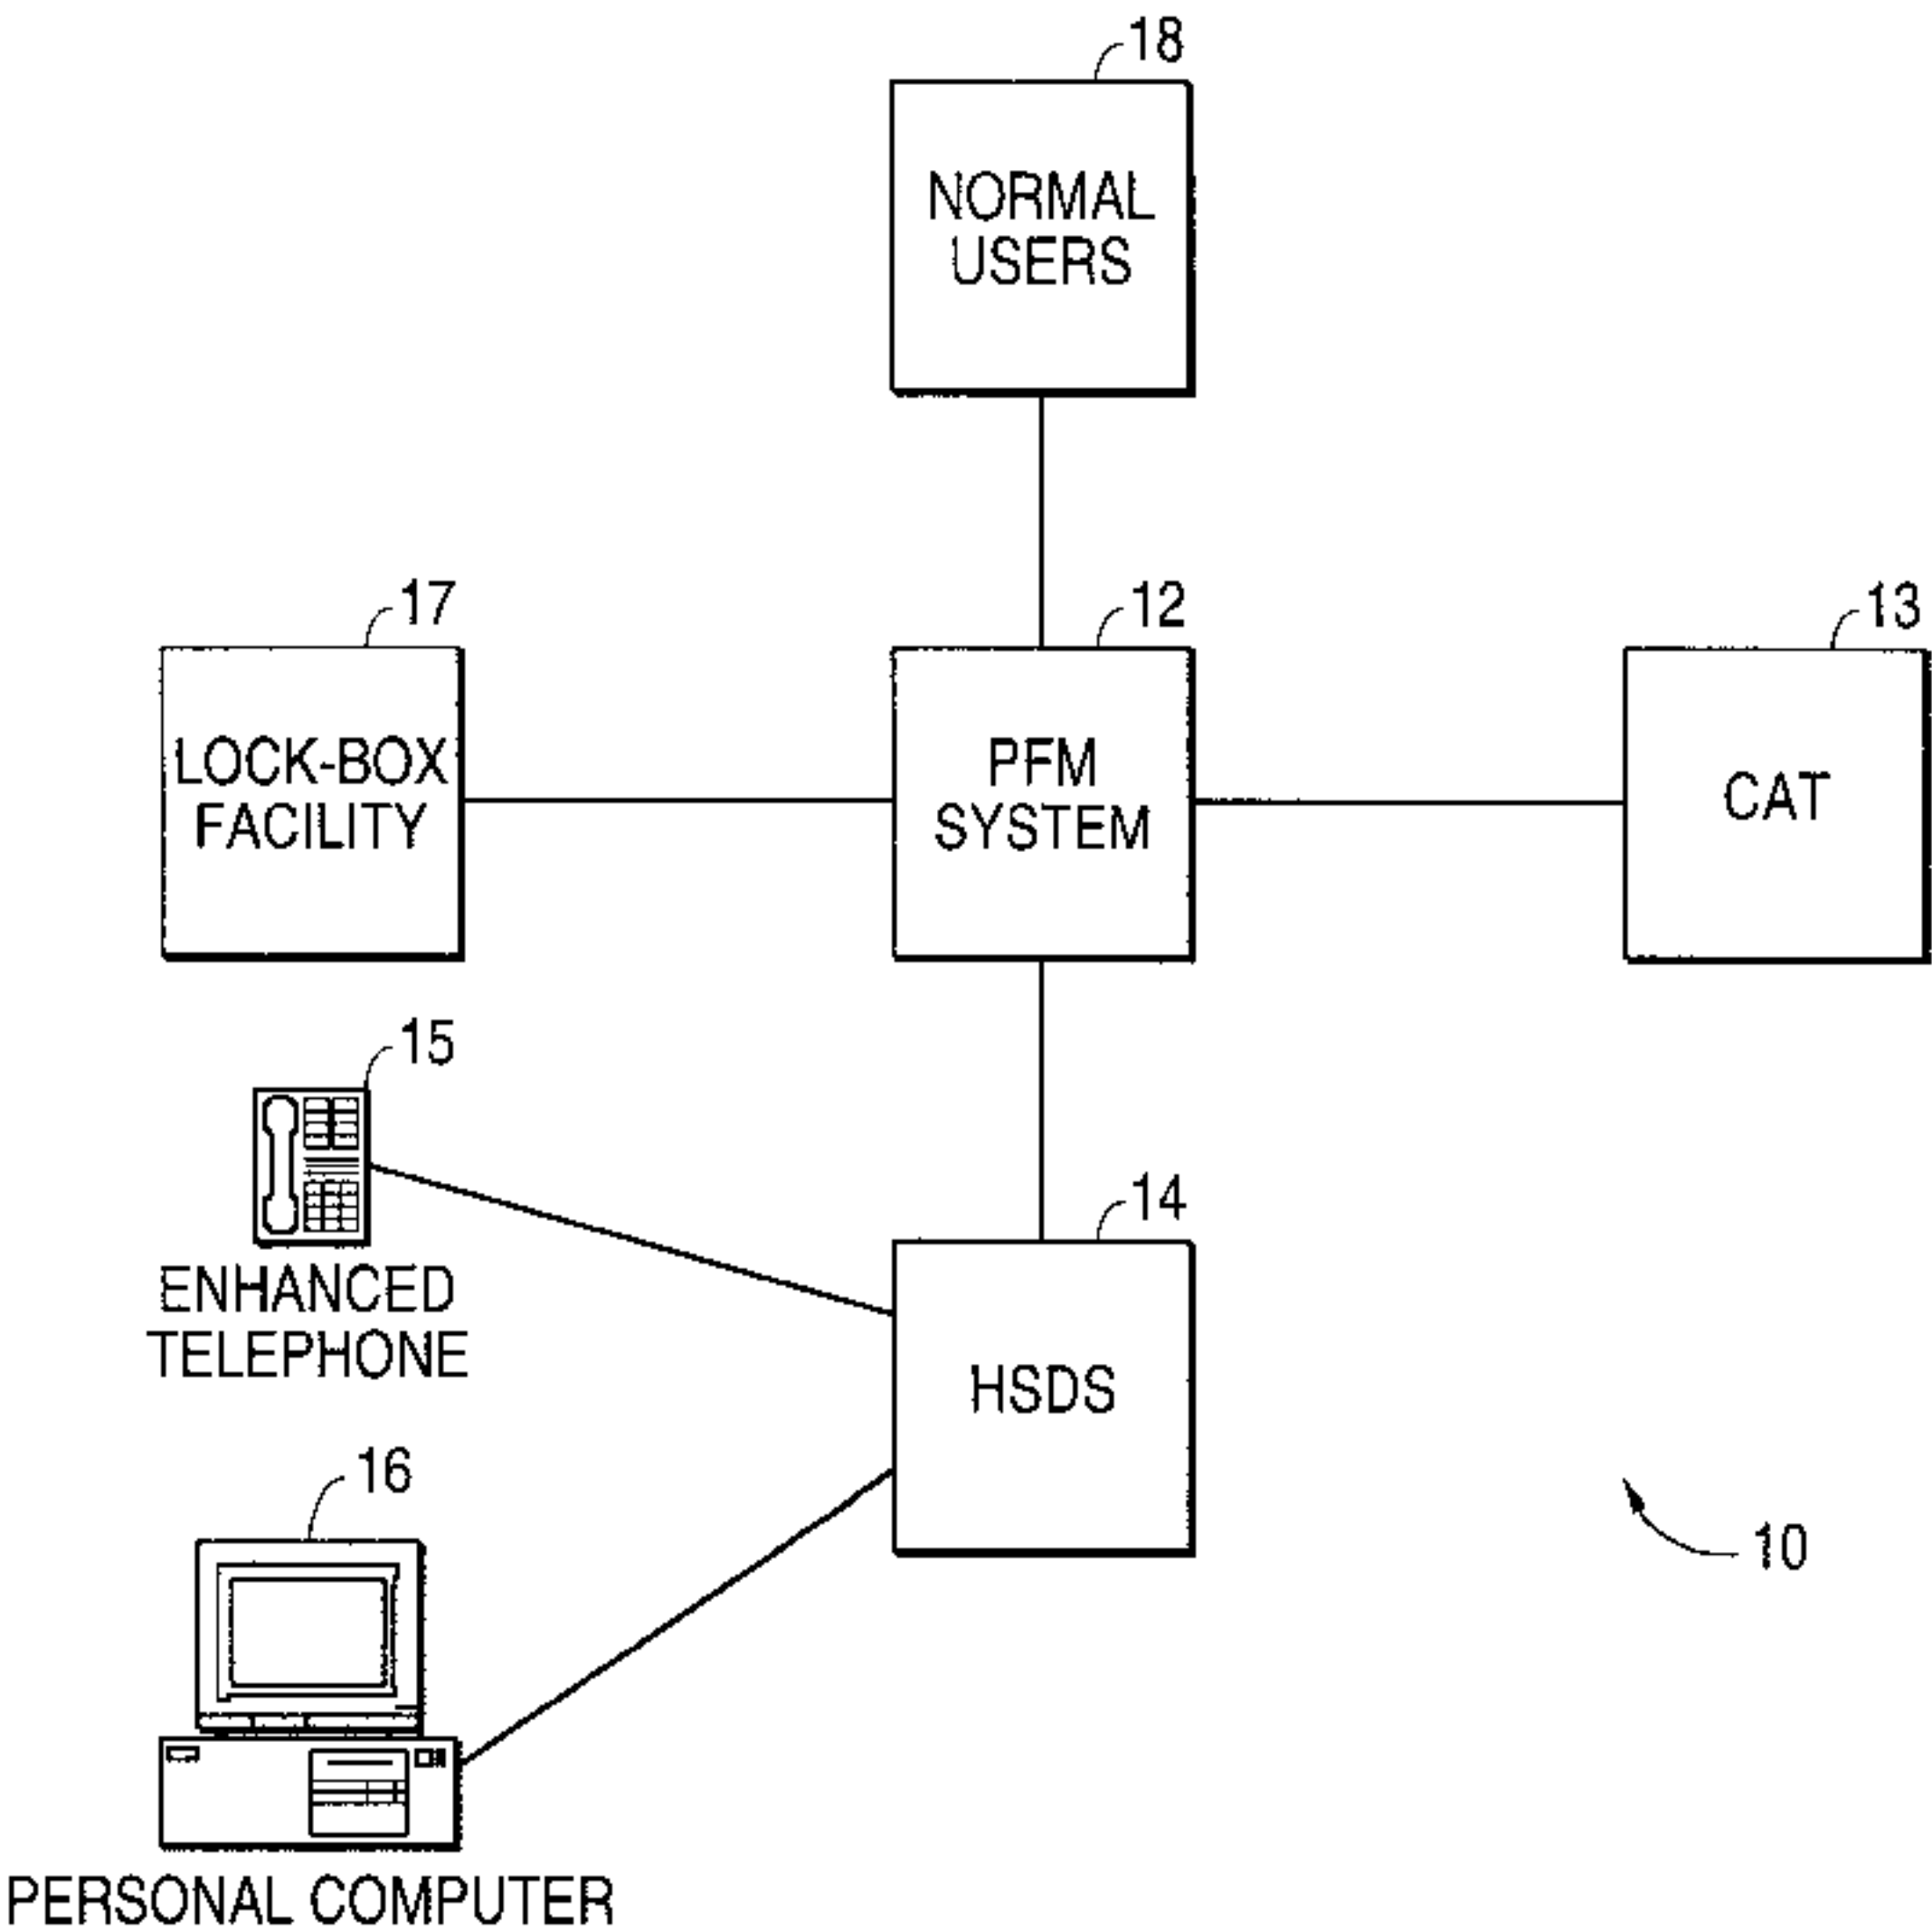 18
NORMAL
USERS
17
12
13
LOCK-BOX
FACILITY
PFM
SYSTEM
CAT
15
ENHANCED
TELEPHONE
14
HSDS
16
10
PERSONAL COMPUTER